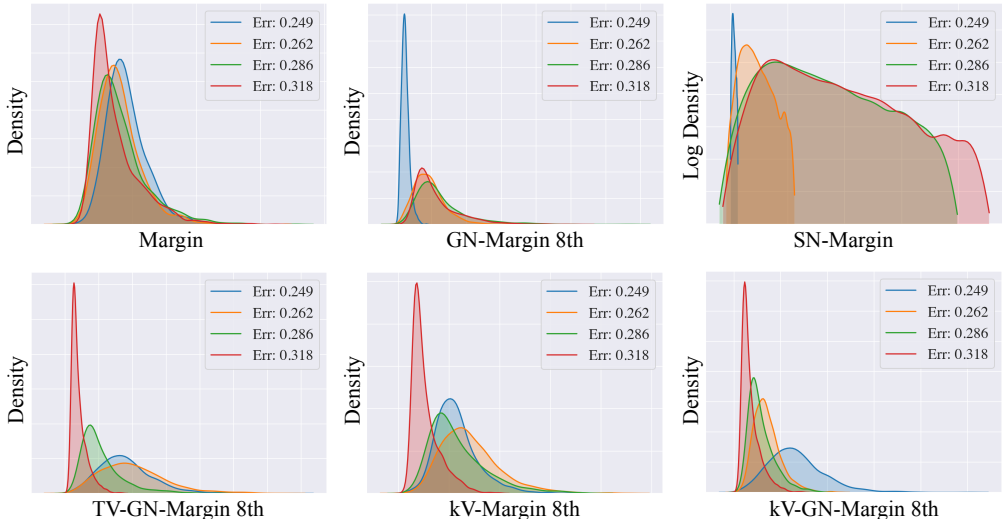 Density
Err: 0.249
Err: 0.262
Err: 0.286
Err: 0.318
Margin
Density
Err: 0.249
Err: 0.262
Err: 0.286
Err: 0.318
GN-Margin 8th
Log Density
Err: 0.249
Err: 0.262
Err: 0.286
Err: 0.318
SN-Margin
Density
Err: 0.249
Err: 0.262
Err: 0.286
Err: 0.318
TV-GN-Margin 8th
Density
Err: 0.249
Err: 0.262
Err: 0.286
Err: 0.318
kV-Margin 8th
Density
Err: 0.249
Err: 0.262
Err: 0.286
Err: 0.318
kV-GN-Margin 8th